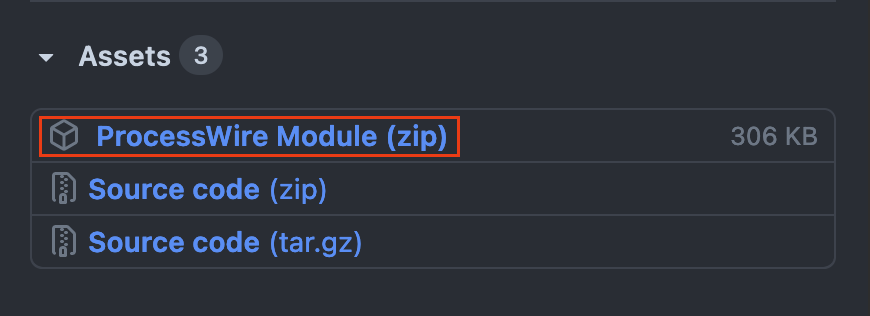 Assets 3
ProcessWire Module (zip) 306 KB
Source code (zip)
Source code (tar.gz)